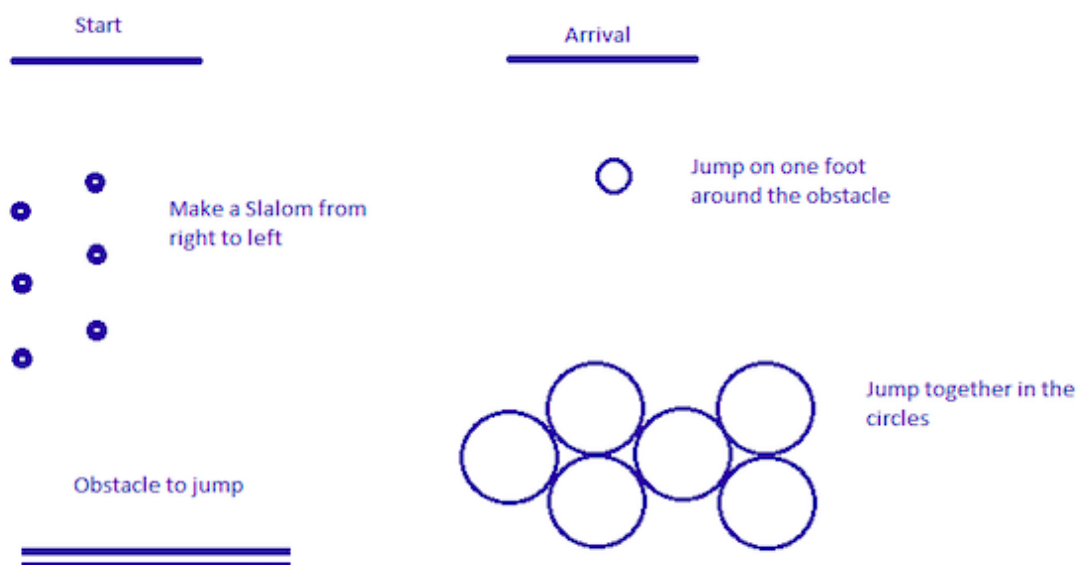 Start
Arrival
Jump on one foot
around the obstacle
Make a Slalom from
right to left
Jump together in the
circles
Obstacle to jump